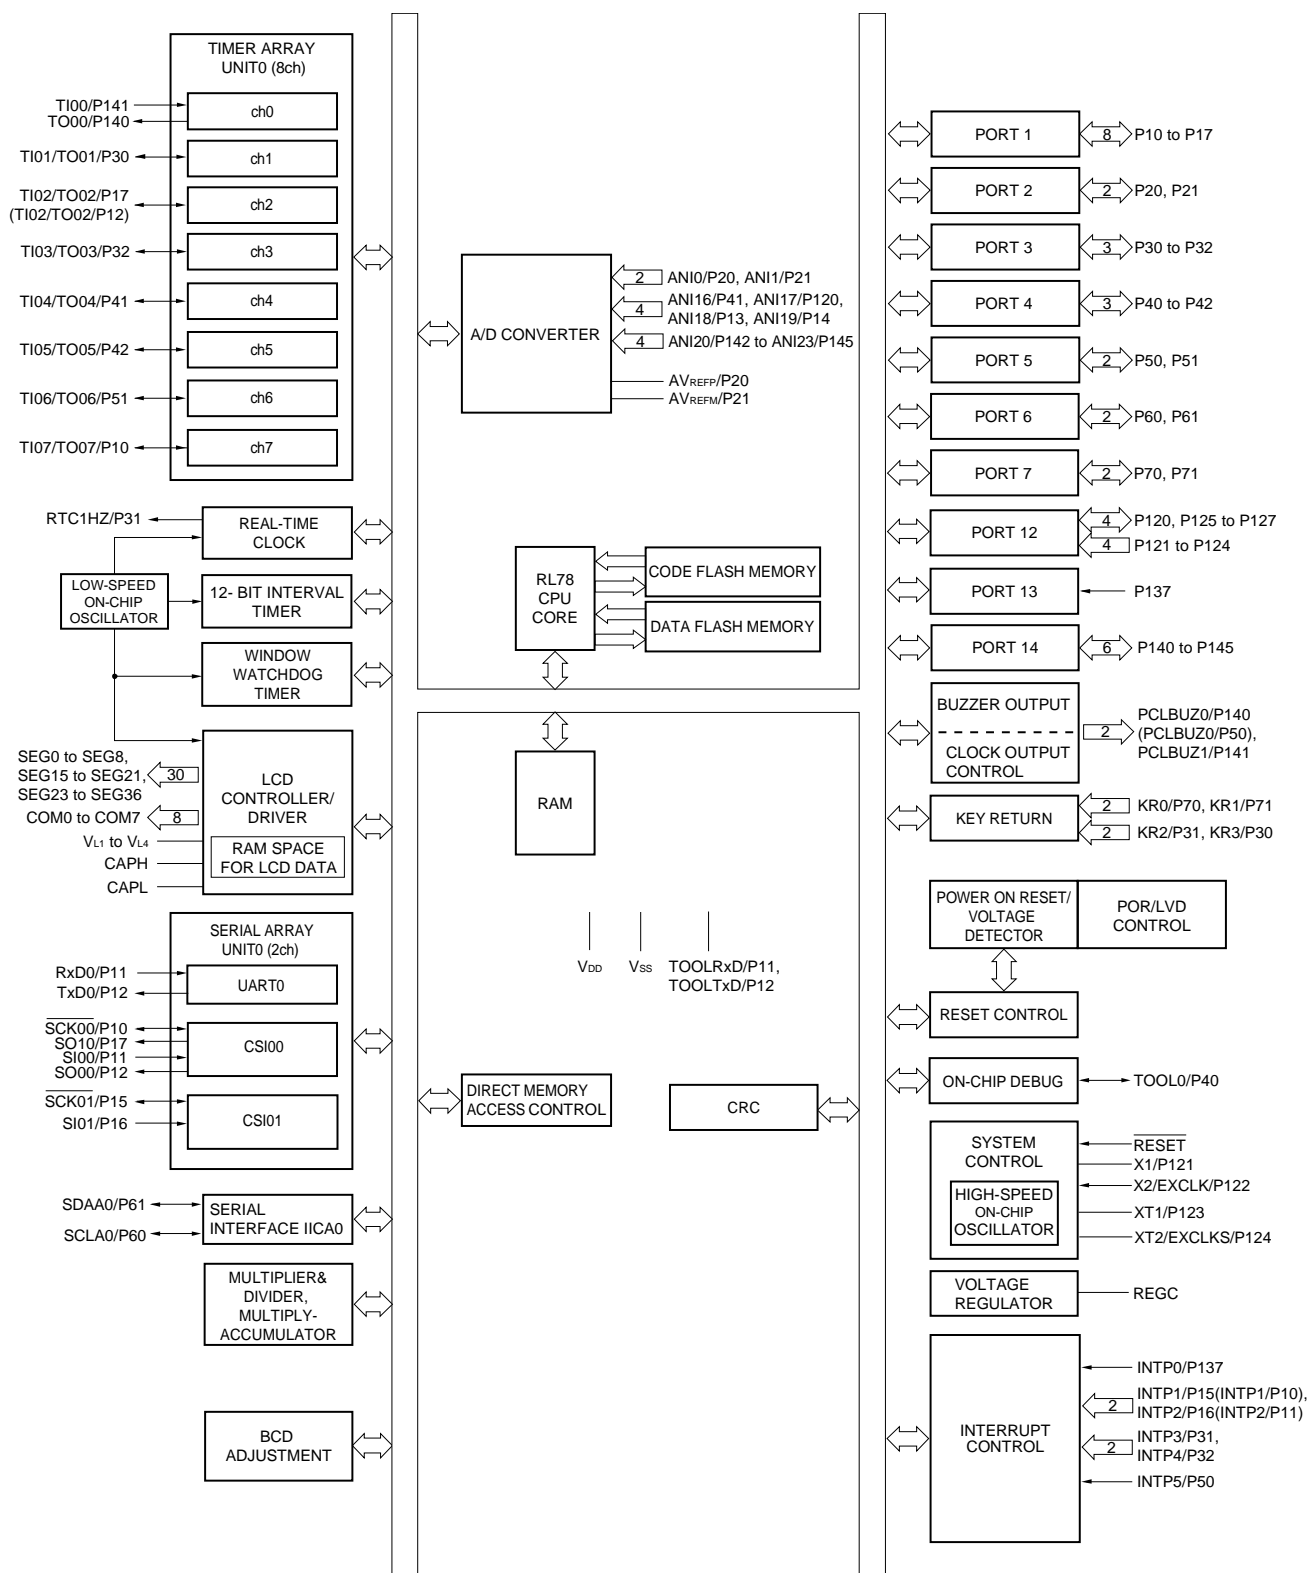 TIMER ARRAY
UNIT0 (8ch)
TI00/P141
TO00/P140
ch0
TI01/TO01/P30
ch1
TI02/TO02/P17
(TI02/TO02/P12)
ch2
TI03/TO03/P32
ch3
TI04/TO04/P41
ch4
TI05/TO05/P42
ch5
TI06/TO06/P51
ch6
TI07/TO07/P10
ch7
RTC1HZ/P31
REAL-TIME
CLOCK
LOW-SPEED
ON-CHIP
OSCILLATOR
12- BIT INTERVAL
TIMER
WINDOW
WATCHDOG
TIMER
SEG0 to SEG8,
SEG15 to SEG21,
SEG23 to SEG36
30
COM0 to COM7
8
VL1 to VL4
CAPH
CAPL
LCD
CONTROLLER/
DRIVER
RAM SPACE
FOR LCD DATA
SERIAL ARRAY
UNIT0 (2ch)
RxD0/P11
TxD0/P12
UART0
SCK00/P10
SO10/P17
SI00/P11
SO00/P12
CSI00
SCK01/P15
SI01/P16
CSI01
SDAA0/P61
SCLA0/P60
SERIAL
INTERFACE IICA0
MULTIPLIER&
DIVIDER,
MULTIPLY-
ACCUMULATOR
BCD
ADJUSTMENT
A/D CONVERTER
2
ANI0/P20, ANI1/P21
4
ANI16/P41, ANI17/P120,
ANI18/P13, ANI19/P14
4
ANI20/P142 to ANI23/P145
AVREFP/P20
AVREFM/P21
RL78
CPU
CORE
CODE FLASH MEMORY
DATA FLASH MEMORY
RAM
VDD
VSS
TOOLRxD/P11,
TOOLTxD/P12
DIRECT MEMORY
ACCESS CONTROL
CRC
PORT 1
8
P10 to P17
PORT 2
2
P20, P21
PORT 3
3
P30 to P32
PORT 4
3
P40 to P42
PORT 5
2
P50, P51
PORT 6
2
P60, P61
PORT 7
2
P70, P71
PORT 12
4
P120, P125 to P127
4
P121 to P124
PORT 13
P137
PORT 14
6
P140 to P145
BUZZER OUTPUT
CLOCK OUTPUT
CONTROL
2
PCLBUZ0/P140
(PCLBUZ0/P50),
PCLBUZ1/P141
KEY RETURN
2
KR0/P70, KR1/P71
2
KR2/P31, KR3/P30
POWER ON RESET/
VOLTAGE
DETECTOR
POR/LVD
CONTROL
RESET CONTROL
ON-CHIP DEBUG
TOOL0/P40
SYSTEM
CONTROL
HIGH-SPEED
ON-CHIP
OSCILLATOR
RESET
X1/P121
X2/EXCLK/P122
XT1/P123
XT2/EXCLKS/P124
VOLTAGE
REGULATOR
REGC
INTERRUPT
CONTROL
INTP0/P137
2
INTP1/P15(INTP1/P10),
INTP2/P16(INTP2/P11)
2
INTP3/P31,
INTP4/P32
INTP5/P50